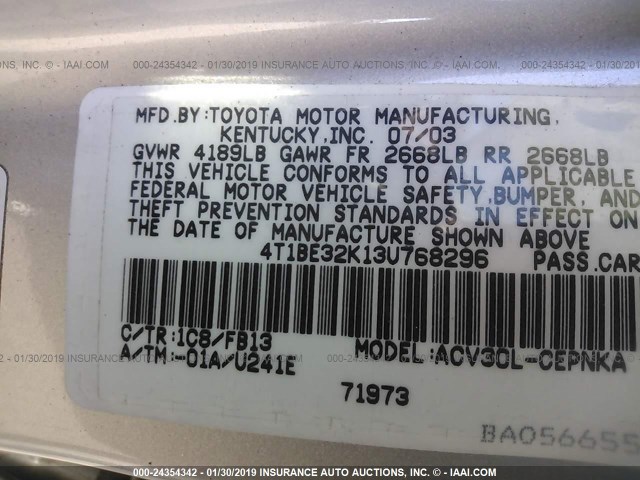 000-24354342 - 01/30/2019 INSURANCE AUTO AUCTIONS, INC. - © IAAI.COM
MFD.BY:TOYOTA MOTOR MANUFACTURING,
KENTUCKY,INC. 07/03
GVWR 4189LB GAWR FR 2668LB RR 2668LB
THIS VEHICLE CONFORMS TO ALL APPLICABLE
FEDERAL MOTOR VEHICLE SAFETY,BUMPER, AND
THEFT PREVENTION STANDARDS IN EFFECT ON
THE DATE OF MANUFACTURE SHOWN ABOVE
4T1BE32K13U768296 PASS.CAR
C/TR:1C8/FB13 MODEL:ACV30L-CEPNKA
A/TM:-01A/U241E
71973
BA056655
000-24354342 - 01/30/2019 INSURANCE AUTO AUCTIONS, INC. - © IAAI.COM